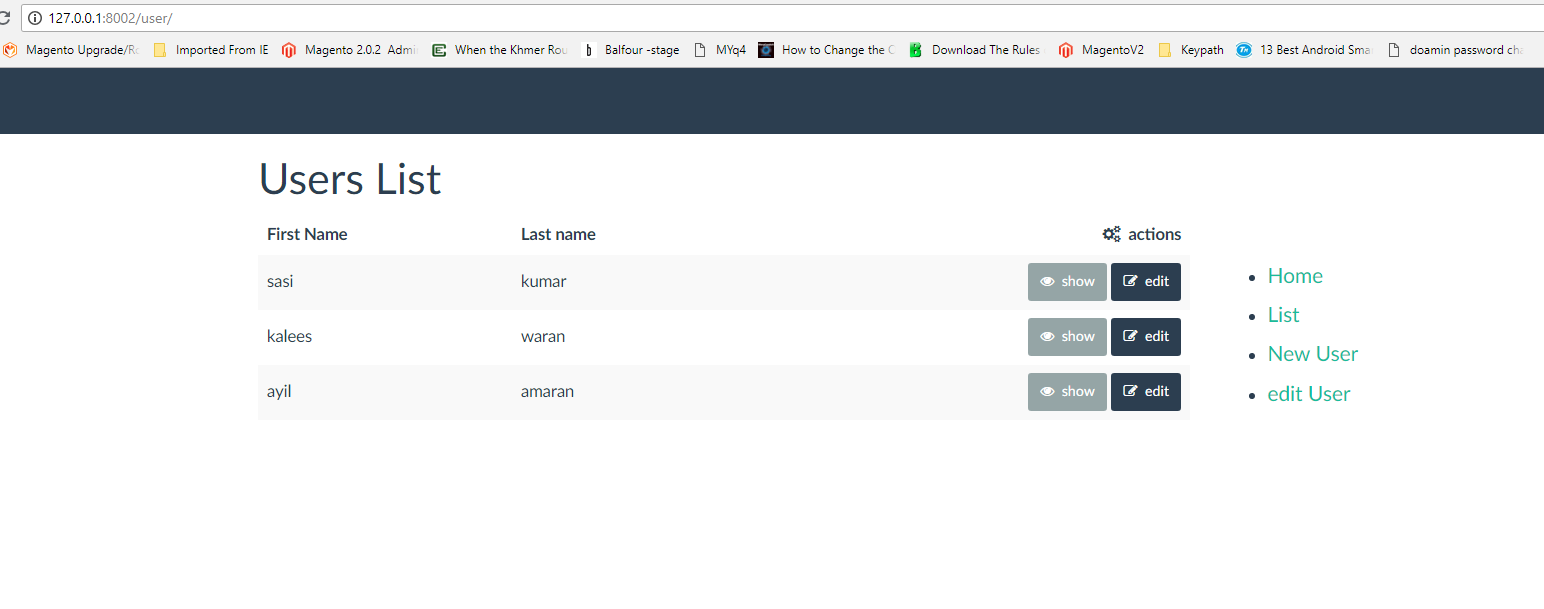 127.0.0.1:8002/user/
Magento Upgrade/Ro Imported From IE Magento 2.0.2 Admi When the Khmer Rou Balfour -stage MYq4 How to Change the C Download The Rules MagentoV2 Keypath 13 Best Android Smar doamin password cha
Users List
First Name Last name actions
sasi kumar show edit
kalees waran show edit
ayil amaran show edit
Home
List
New User
edit User